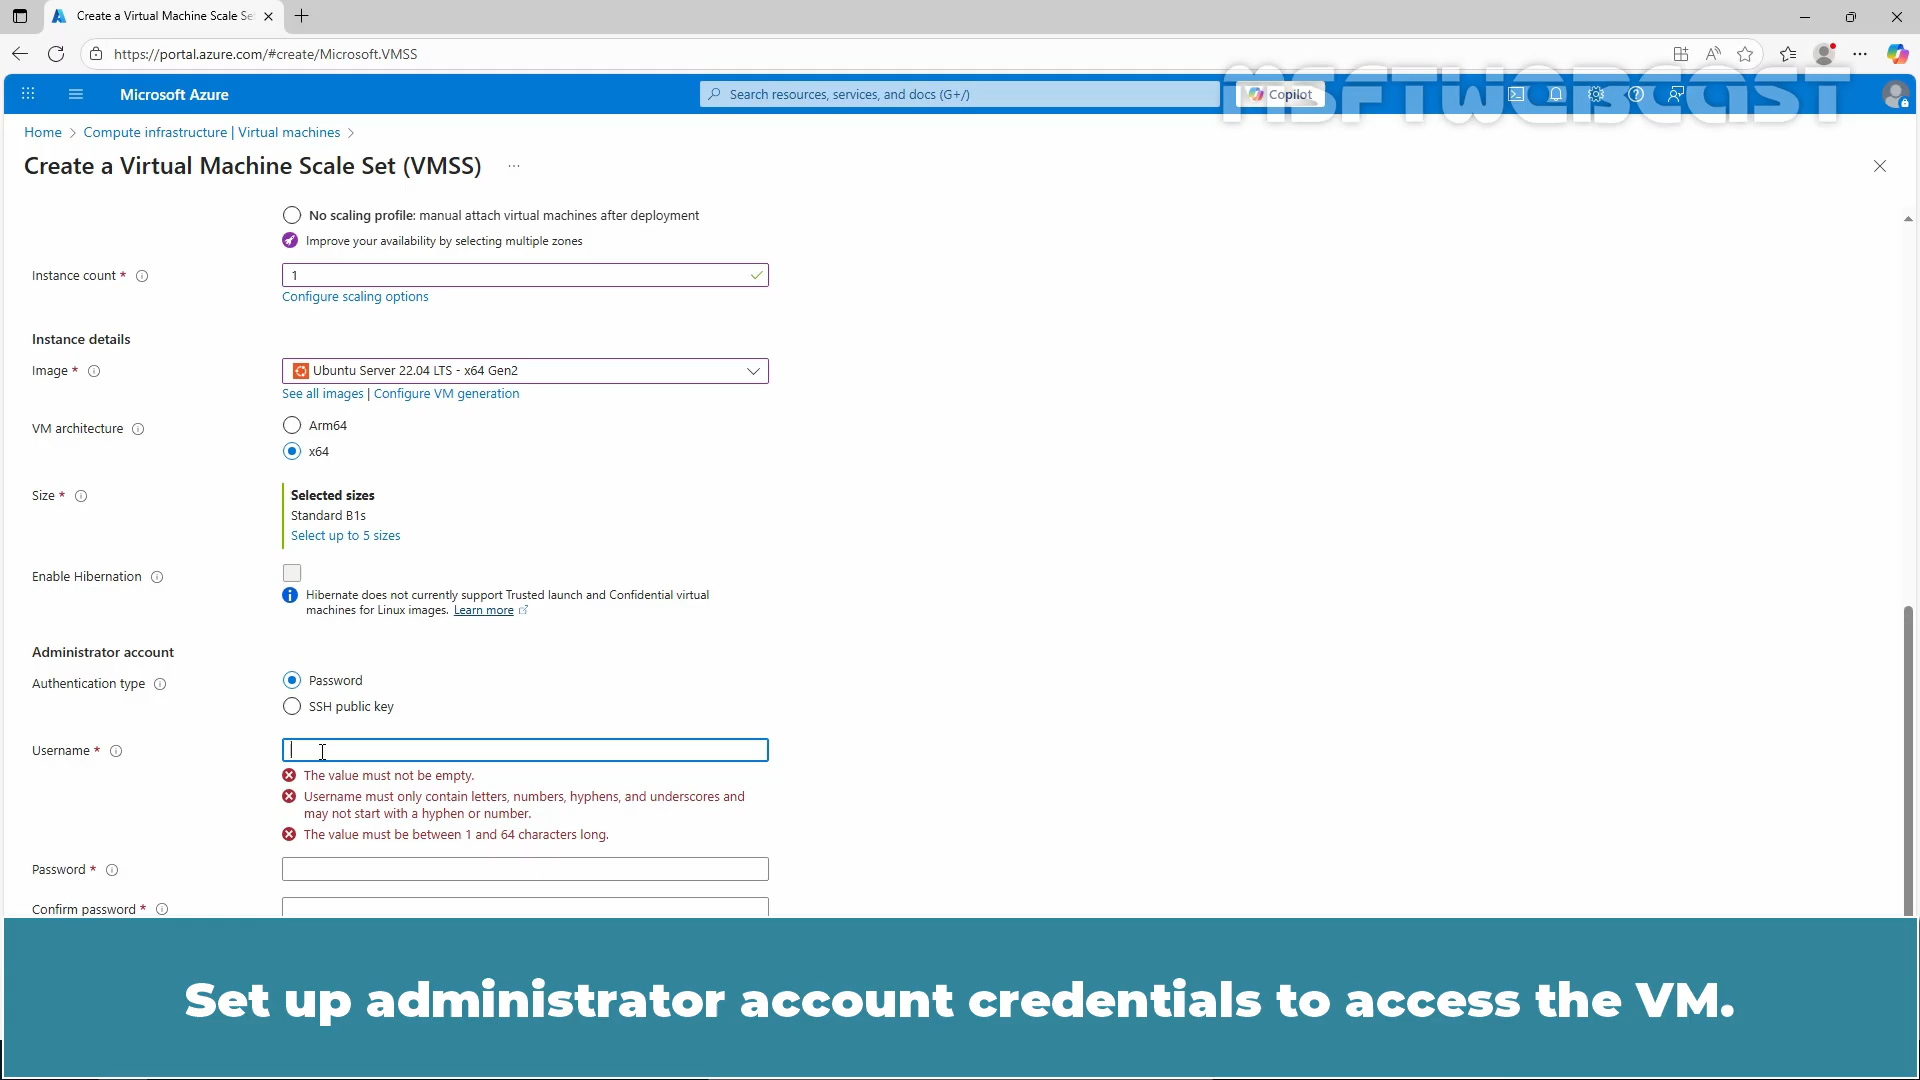 Create a Virtual Machine Scale Se
https://portal.azure.com/#create/Microsoft.VMSS
MSFTWEBCAST
Microsoft Azure
Search resources, services, and docs (G+/)
Copilot
Home > Compute infrastructure | Virtual machines >
Create a Virtual Machine Scale Set (VMSS) ...
No scaling profile: manual attach virtual machines after deployment
Improve your availability by selecting multiple zones
Instance count *
1
Configure scaling options
Instance details
Image *
Ubuntu Server 22.04 LTS - x64 Gen2
See all images | Configure VM generation
VM architecture
Arm64
x64
Size *
Selected sizes
Standard B1s
Select up to 5 sizes
Enable Hibernation
Hibernate does not currently support Trusted launch and Confidential virtual
machines for Linux images. Learn more
Administrator account
Authentication type
Password
SSH public key
Username *
The value must not be empty.
Username must only contain letters, numbers, hyphens, and underscores and
may not start with a hyphen or number.
The value must be between 1 and 64 characters long.
Password *
Confirm password *
Set up administrator account credentials to access the VM.